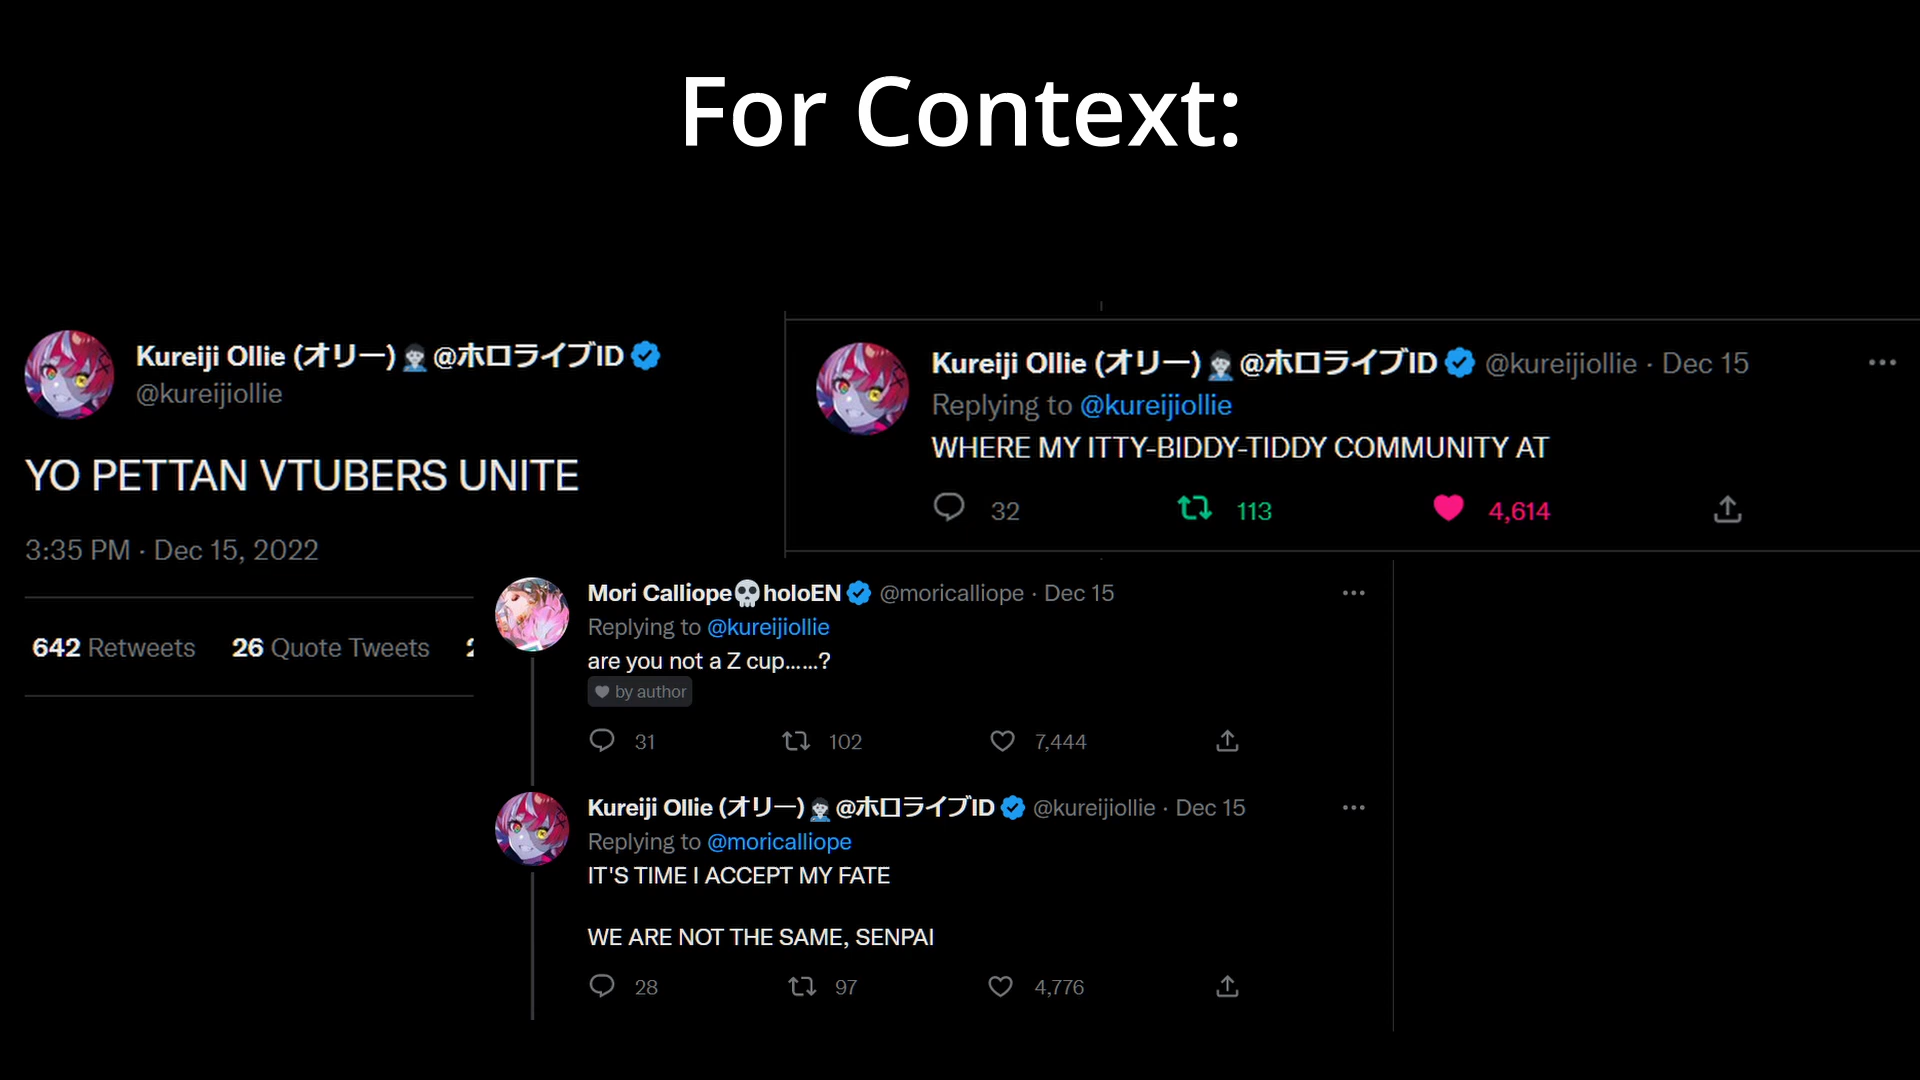 For Context:
Kureiji Ollie (オリー)🧟‍♀️@ホロライブID
@kureijiollie
YO PETTAN VTUBERS UNITE
3:35 PM · Dec 15, 2022
642 Retweets 26 Quote Tweets
Kureiji Ollie (オリー)🧟‍♀️@ホロライブID @kureijiollie · Dec 15
Replying to @kureijiollie
WHERE MY ITTY-BIDDY-TIDDY COMMUNITY AT
32 113 4,614
Mori Calliope💀holoEN @moricalliope · Dec 15
Replying to @kureijiollie
are you not a Z cup......?
by author
31 102 7,444
Kureiji Ollie (オリー)🧟‍♀️@ホロライブID @kureijiollie · Dec 15
Replying to @moricalliope
IT'S TIME I ACCEPT MY FATE
WE ARE NOT THE SAME, SENPAI
28 97 4,776